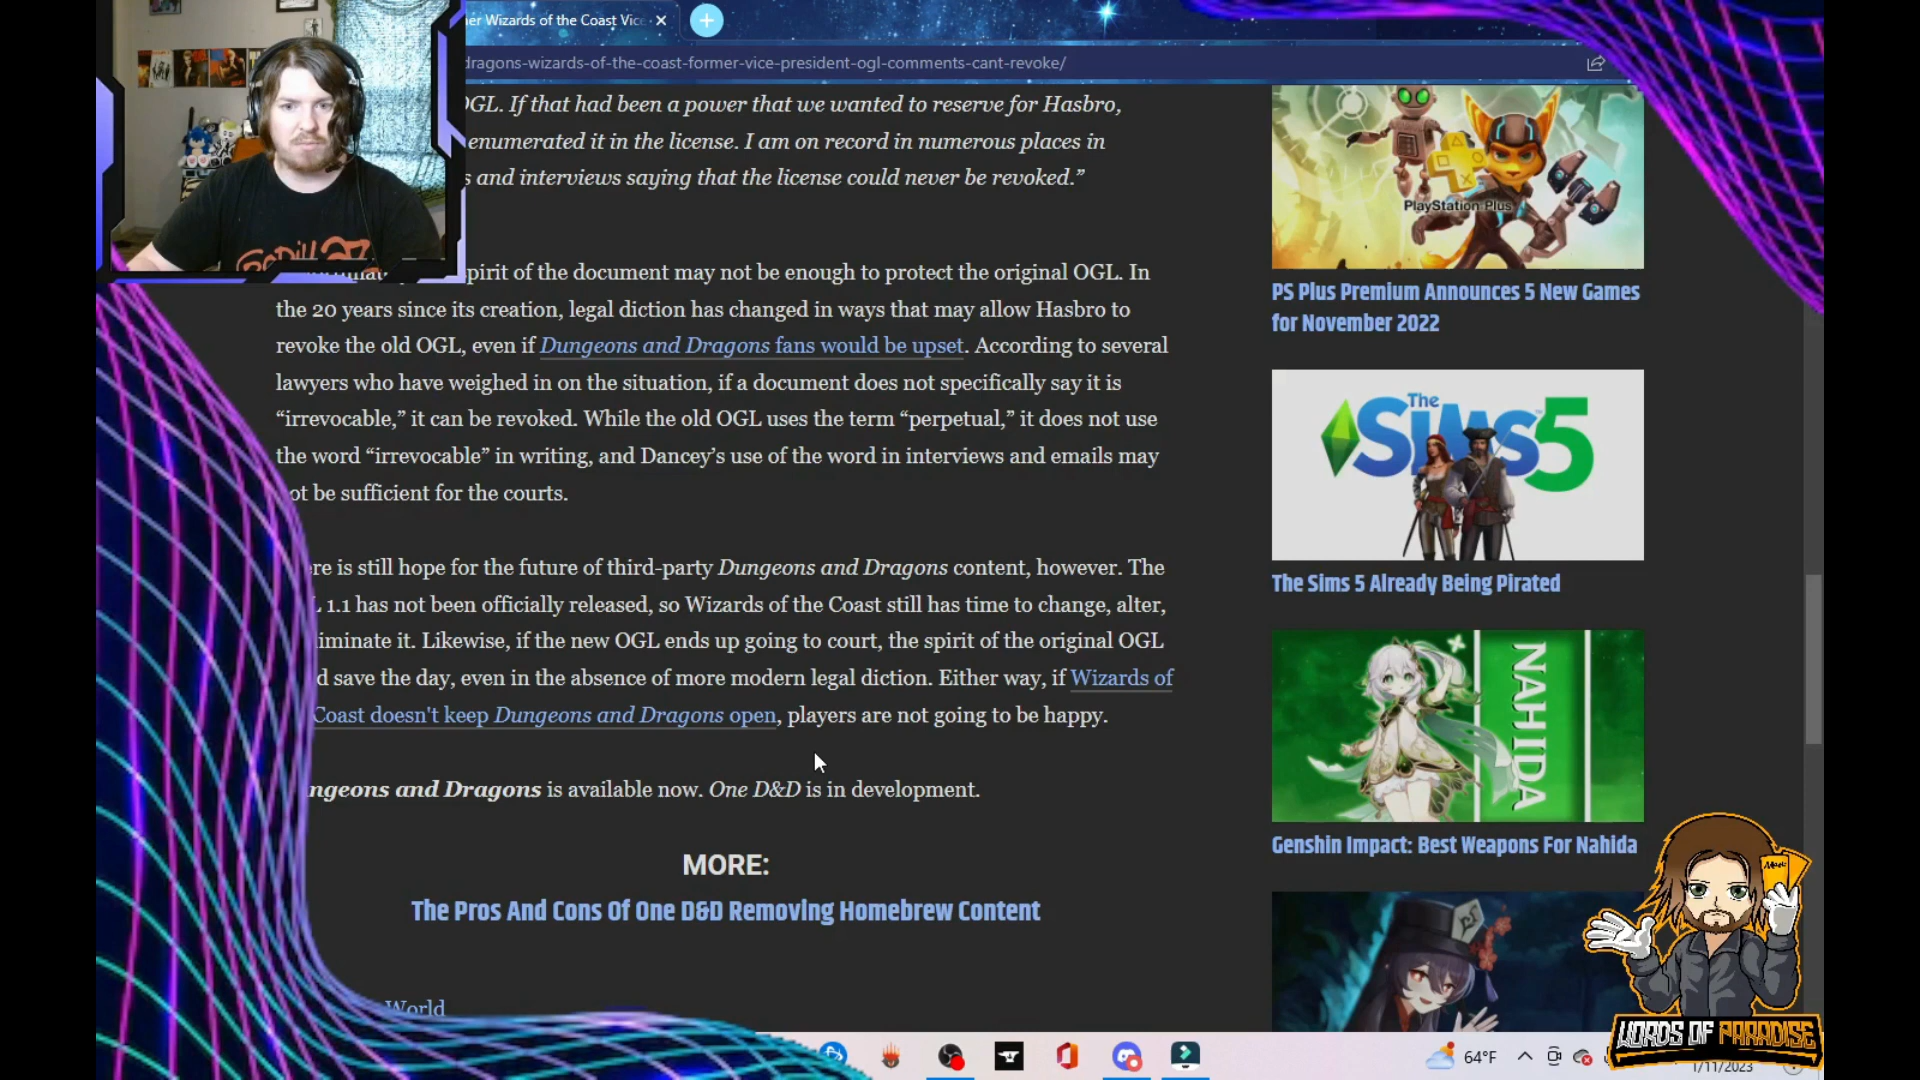 er Wizards of the Coast Vice
dragons-wizards-of-the-coast-former-vice-president-ogl-comments-cant-revoke/
OGL. If that had been a power that we wanted to reserve for Hasbro,
enumerated it in the license. I am on record in numerous places in
s and interviews saying that the license could never be revoked.”
spirit of the document may not be enough to protect the original OGL. In
the 20 years since its creation, legal diction has changed in ways that may allow Hasbro to
revoke the old OGL, even if Dungeons and Dragons fans would be upset. According to several
lawyers who have weighed in on the situation, if a document does not specifically say it is
“irrevocable,” it can be revoked. While the old OGL uses the term “perpetual,” it does not use
the word “irrevocable” in writing, and Dancey’s use of the word in interviews and emails may
ot be sufficient for the courts.
ere is still hope for the future of third-party Dungeons and Dragons content, however. The
L 1.1 has not been officially released, so Wizards of the Coast still has time to change, alter,
iminate it. Likewise, if the new OGL ends up going to court, the spirit of the original OGL
d save the day, even in the absence of more modern legal diction. Either way, if Wizards of
Coast doesn't keep Dungeons and Dragons open, players are not going to be happy.
ngeons and Dragons is available now. One D&D is in development.
MORE:
The Pros And Cons Of One D&D Removing Homebrew Content
World
PlayStation Plus
PS Plus Premium Announces 5 New Games
for November 2022
The Sims 5
The Sims 5 Already Being Pirated
NAHIDA
Genshin Impact: Best Weapons For Nahida
WORDS OF PARADISE
64°F
1/11/2023